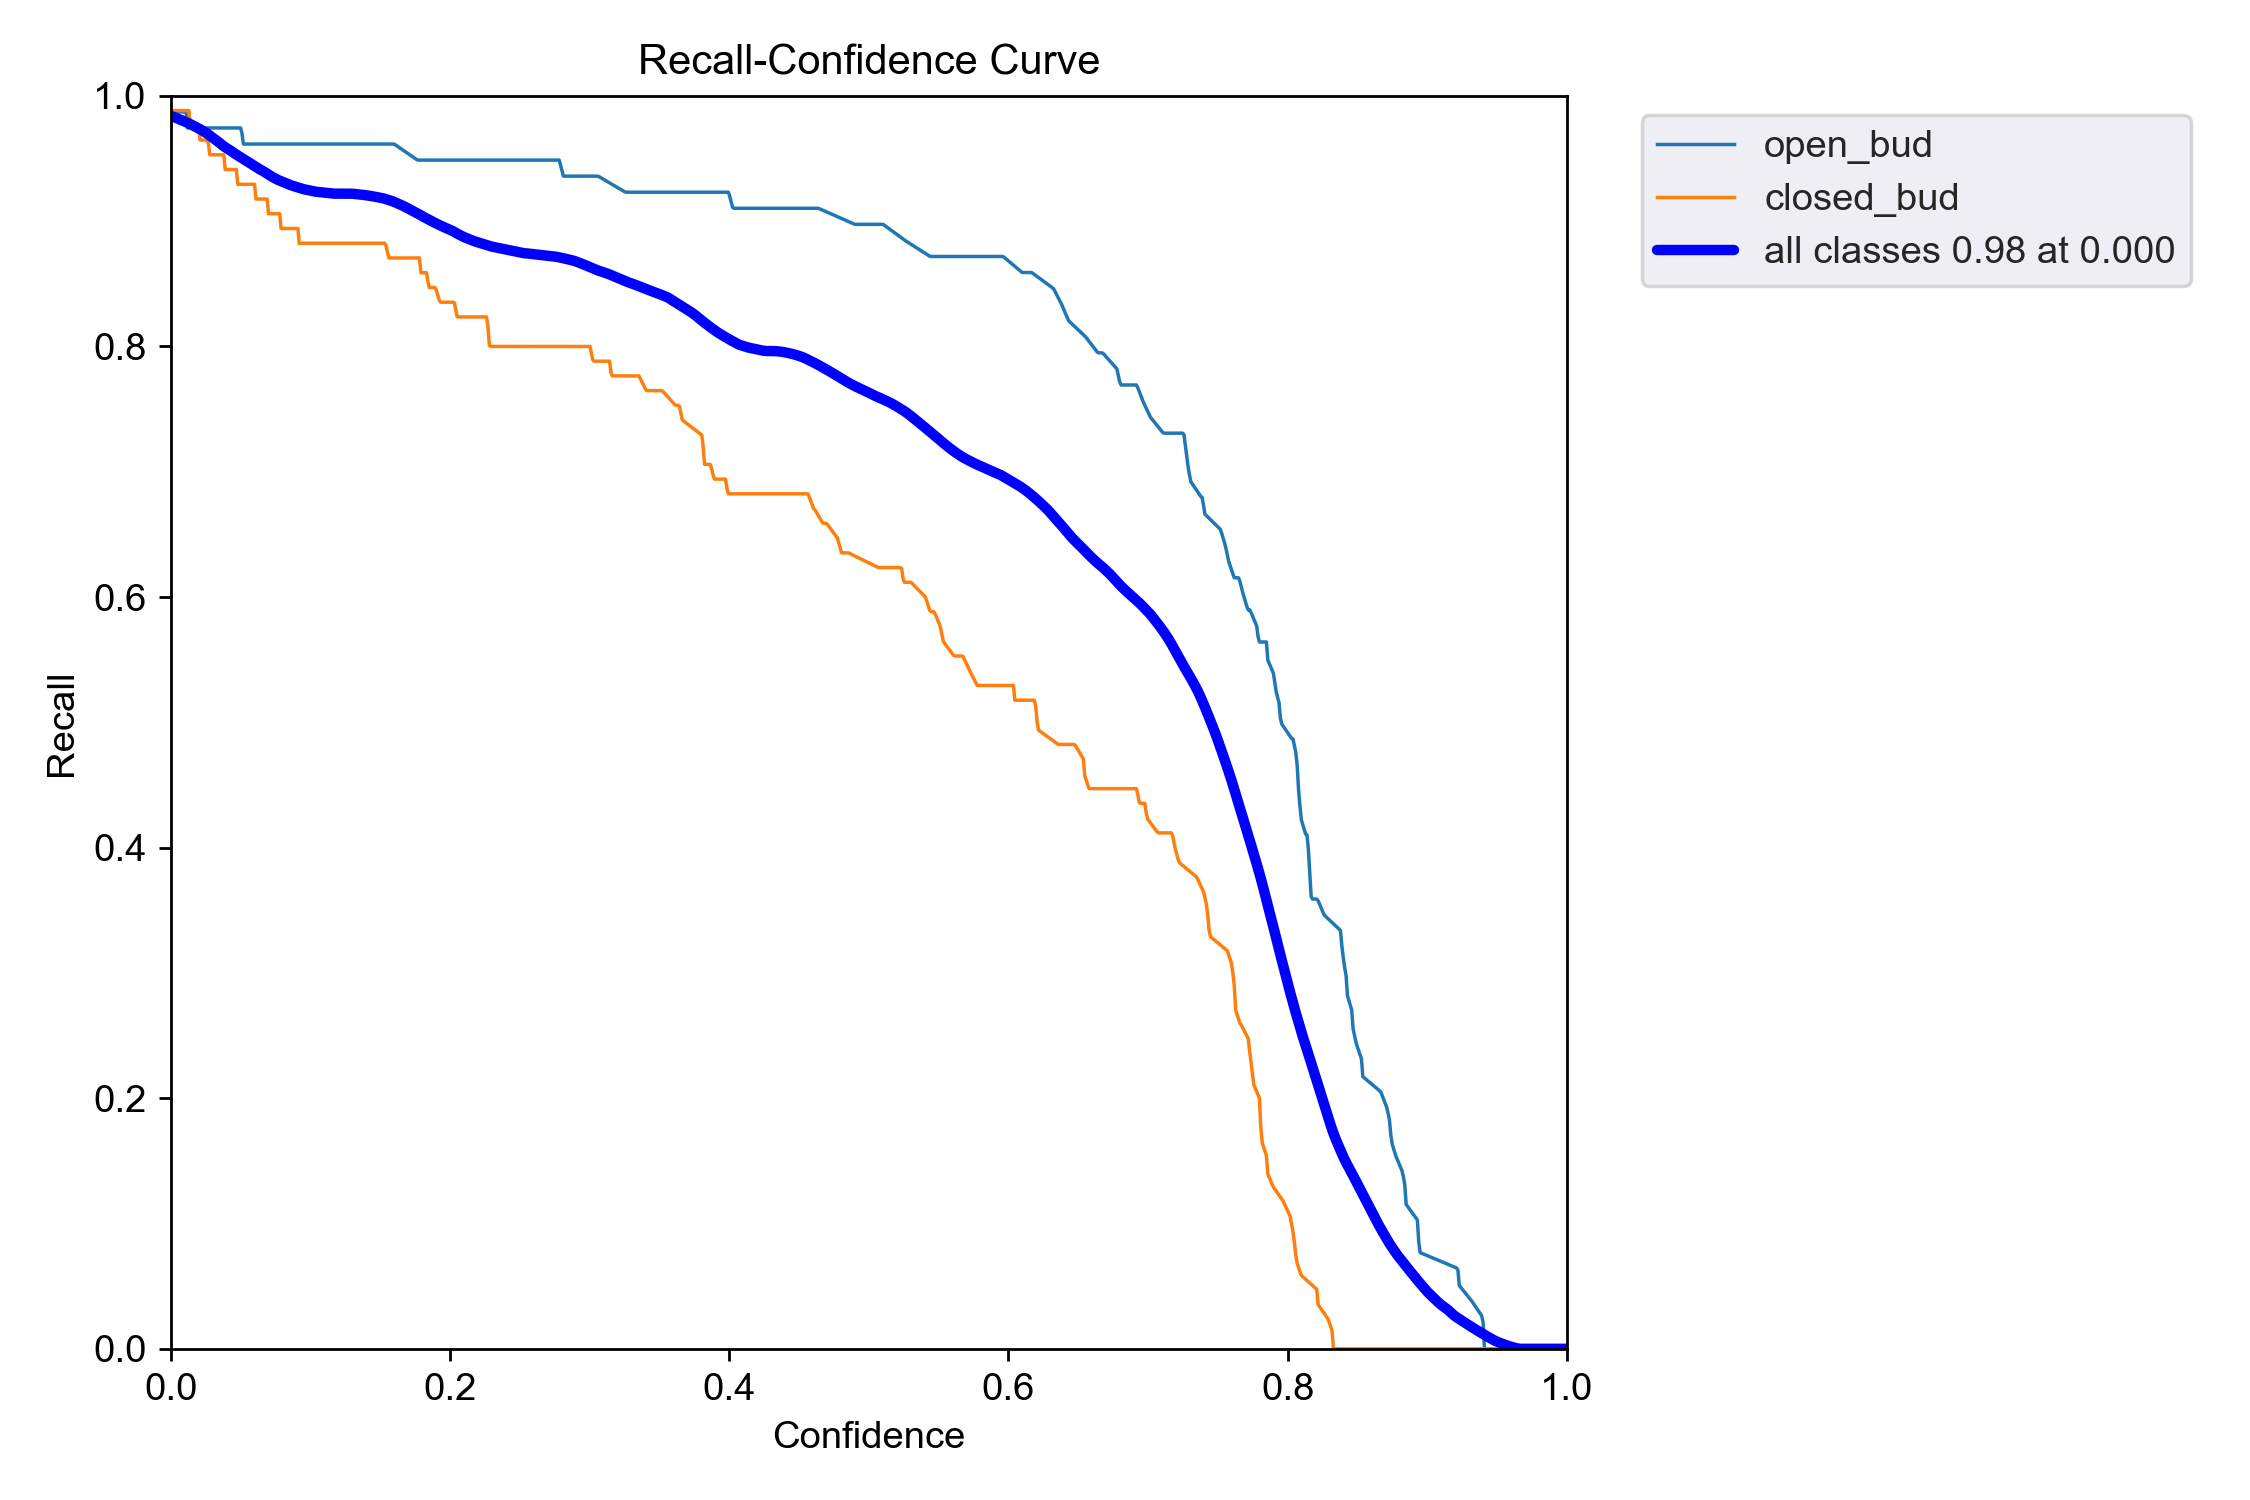 Recall-Confidence Curve
1.0
0.8
0.6
0.4
0.2
0.0
Recall
0.0 0.2 0.4 0.6 0.8 1.0
Confidence
open_bud
closed_bud
all classes 0.98 at 0.000